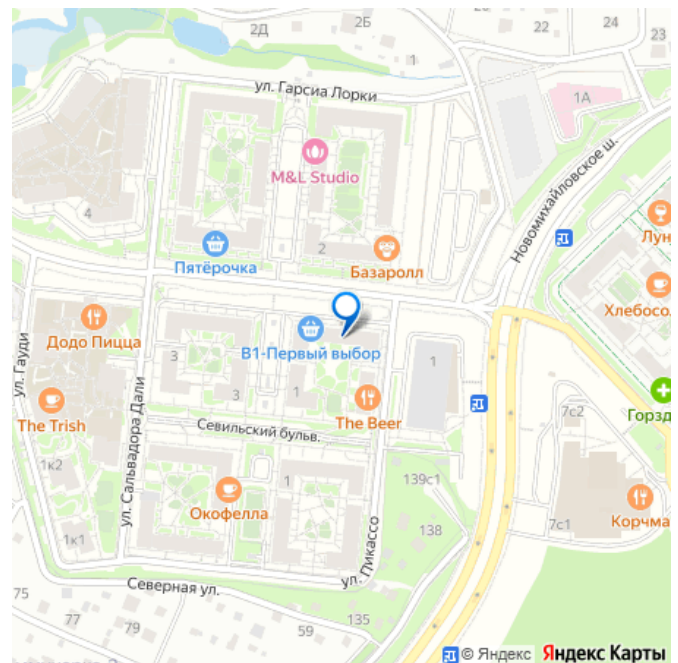 2Д
2Б
22
24
23
1
ул. Гарсиа Лорки
1А
M&L Studio
Новомихайловское ш.
4
2
Пятёрочка
Базаролл
Лун
Хлебосол
Додо Пицца
В1-Первый выбор
ул. Гауди
3
3
1
1
The Trish
The Beer
Горзд
7с2
ул. Сальвадора Дали
Севильский бульв.
1к2
1
139с1
Окофелла
138
7с1
Корчма
1к1
ул. Пикассо
Северная ул.
75
77
79
59
135
© Яндекс Яндекс Карты